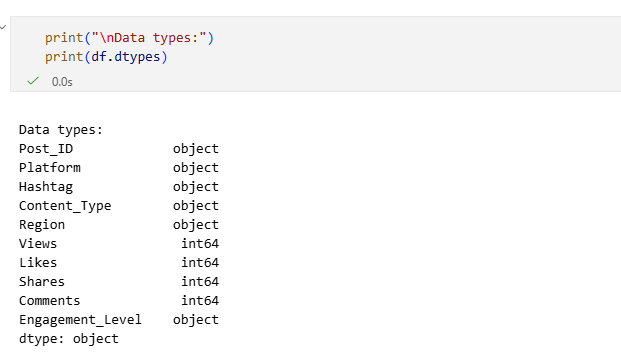 print("\nData types:")
print(df.dtypes)
0.0s
Data types:
Post_ID object
Platform object
Hashtag object
Content_Type object
Region object
Views int64
Likes int64
Shares int64
Comments int64
Engagement_Level object
dtype: object